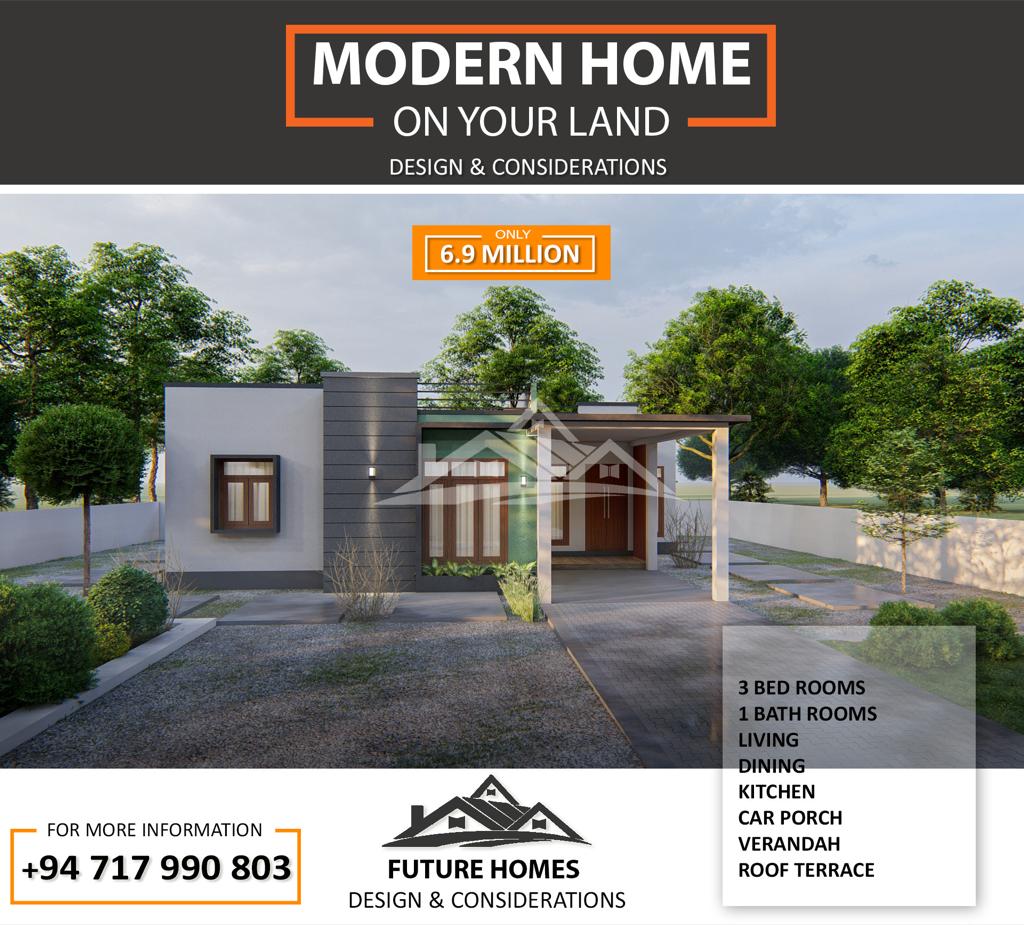 MODERN HOME
ON YOUR LAND
DESIGN & CONSIDERATIONS
ONLY
6.9 MILLION
3 BED ROOMS
1 BATH ROOMS
LIVING
DINING
KITCHEN
CAR PORCH
VERANDAH
ROOF TERRACE
FOR MORE INFORMATION
+94 717 990 803
FUTURE HOMES
DESIGN & CONSIDERATIONS